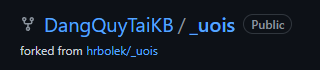 DangQuyTaiKB / _uois Public
forked from hrbolek/_uois